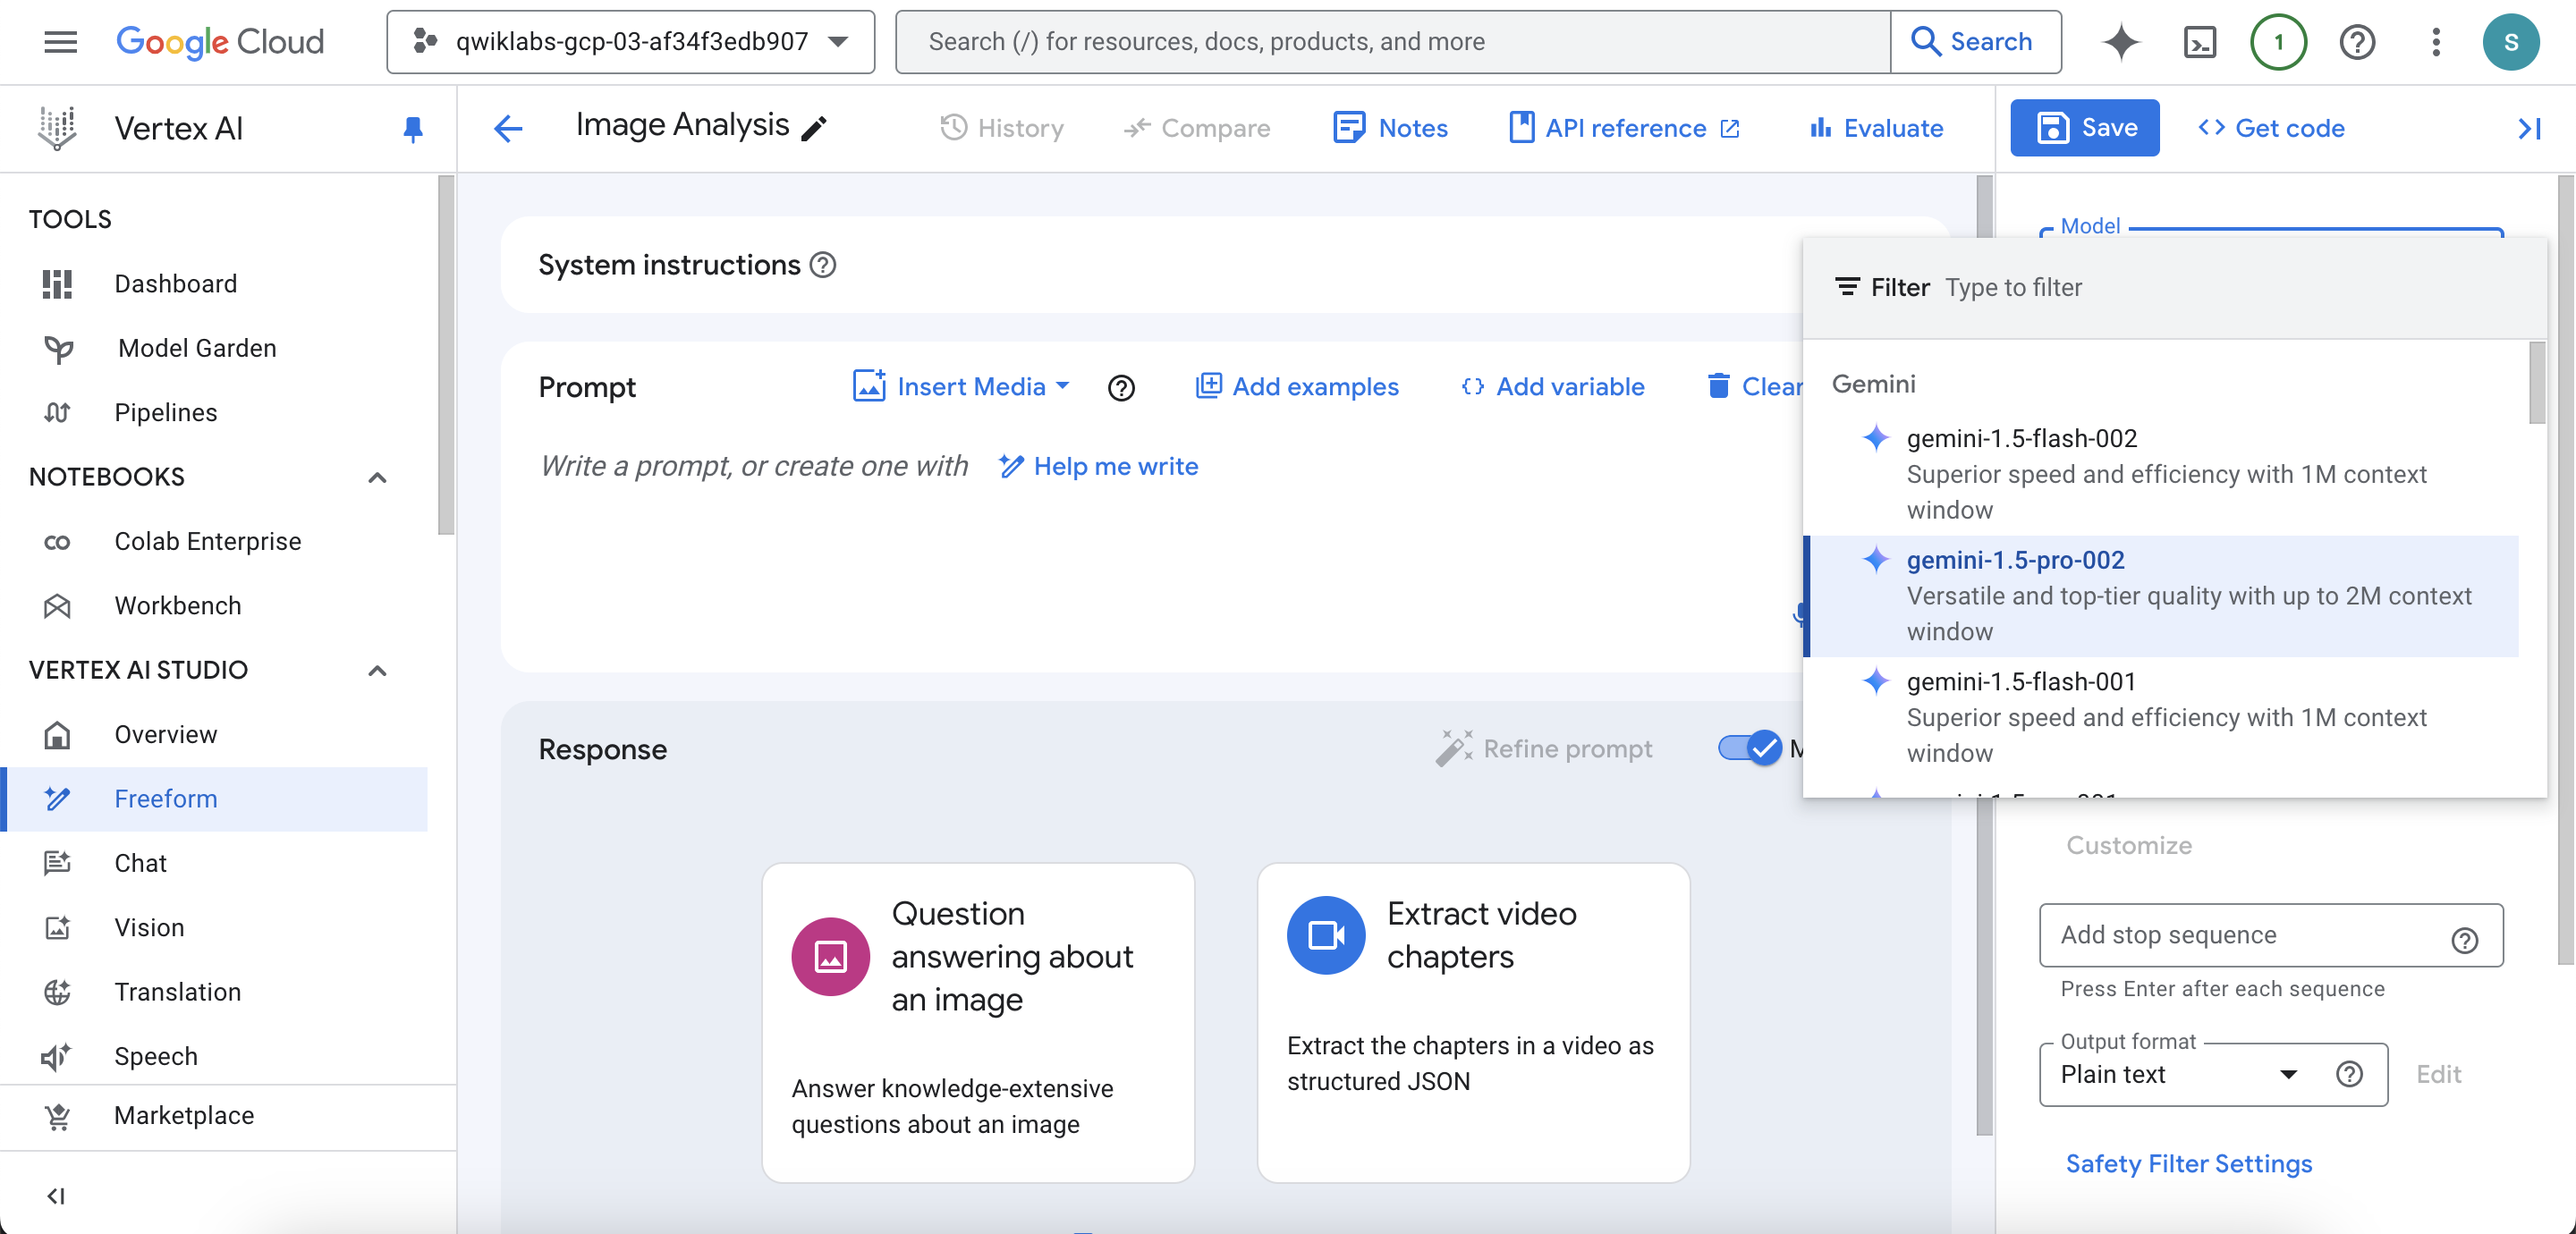 Google Cloud
qwiklabs-gcp-03-af34f3edb907
Search (/) for resources, docs, products, and more
Search
1
S
Vertex AI
Image Analysis
History
Compare
Notes
API reference
Evaluate
Save
Get code
TOOLS
Dashboard
Model Garden
Pipelines
NOTEBOOKS
Colab Enterprise
Workbench
VERTEX AI STUDIO
Overview
Freeform
Chat
Vision
Translation
Speech
Marketplace
System instructions
Prompt
Insert Media
Add examples
Add variable
Clear
Write a prompt, or create one with
Help me write
Response
Refine prompt
M
Question
answering about
an image
Answer knowledge-extensive
questions about an image
Extract video
chapters
Extract the chapters in a video as
structured JSON
Model
Filter Type to filter
Gemini
gemini-1.5-flash-002
Superior speed and efficiency with 1M context
window
gemini-1.5-pro-002
Versatile and top-tier quality with up to 2M context
window
gemini-1.5-flash-001
Superior speed and efficiency with 1M context
window
Customize
Add stop sequence
Press Enter after each sequence
Output format
Plain text
Edit
Safety Filter Settings